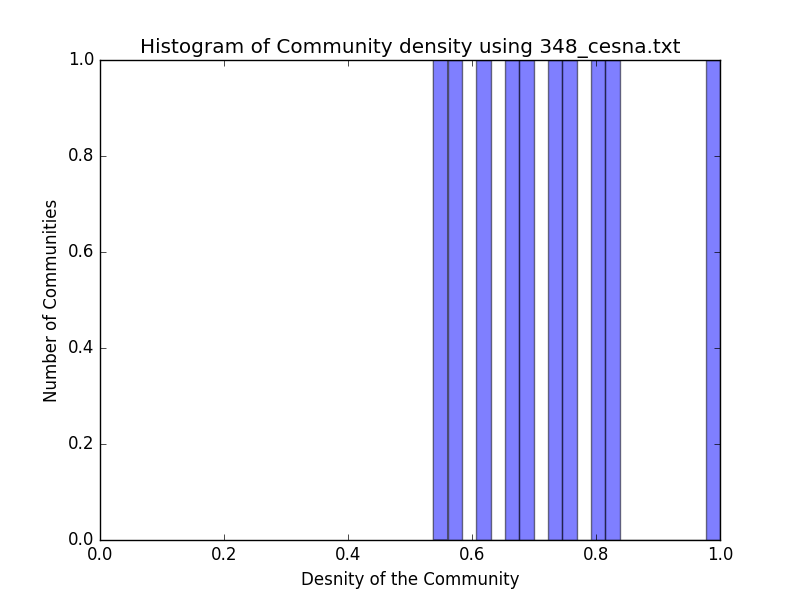 Histogram of Community density using 348_cesna.txt
Number of Communities
1.0
0.8
0.6
0.4
0.2
0.0
0.0 0.2 0.4 0.6 0.8 1.0
Desnity of the Community